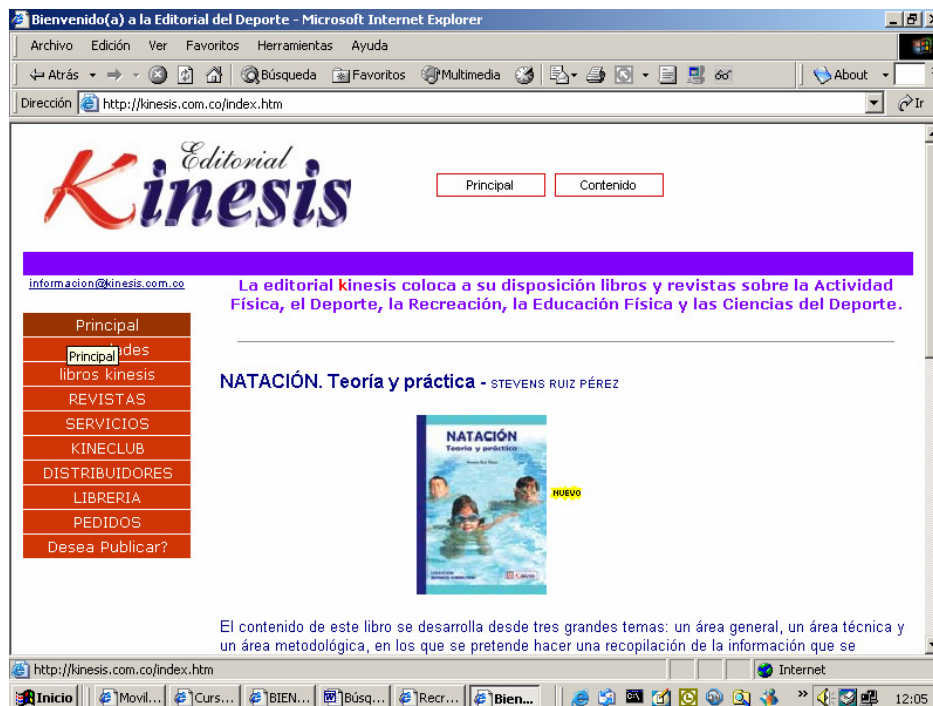 Bienvenido(a) a la Editorial del Deporte - Microsoft Internet Explorer
Archivo Edición Ver Favoritos Herramientas Ayuda
Atrás Búsqueda Favoritos Multimedia About
Dirección http://kinesis.com.co/index.htm Ir
Editorial
Kinesis
Principal Contenido
informacion@kinesis.com.co
La editorial kinesis coloca a su disposición libros y revistas sobre la Actividad
Física, el Deporte, la Recreación, la Educación Física y las Ciencias del Deporte.
Principal
Principal
libros kinesis
REVISTAS
SERVICIOS
KINECLUB
DISTRIBUIDORES
LIBRERIA
PEDIDOS
Desea Publicar?
NATACIÓN. Teoría y práctica - STEVENS RUIZ PÉREZ
NATACIÓN
Teoría y práctica
NUEVO
El contenido de este libro se desarrolla desde tres grandes temas: un área general, un área técnica y
un área metodológica, en los que se pretende hacer una recopilación de la información que se
http://kinesis.com.co/index.htm Internet
Inicio Movil... Curs... BIEN... Búsq... Recr... Bien... » 12:05